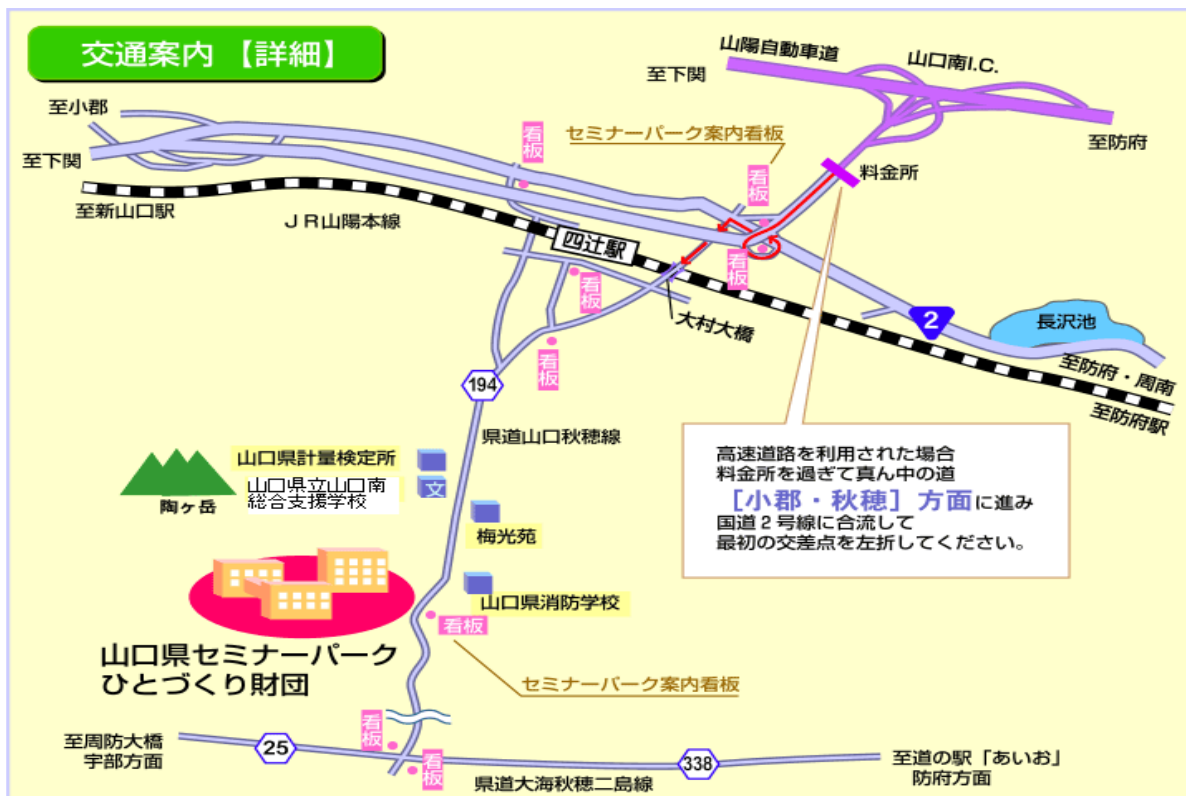 交通案内 【詳細】
山陽自動車道
山口南I.C.
至下関
至防府
料金所
至小郡
至下関
看板
セミナーパーク案内看板
看板
至新山口駅
JR山陽本線
四辻駅
看板
看板
大村大橋
2
長沢池
至防府・周南
至防府駅
看板
194
県道山口秋穂線
高速道路を利用された場合
料金所を過ぎて真ん中の道
[小郡・秋穂] 方面に進み
国道2号線に合流して
最初の交差点を左折してください。
山口県計量検定所
山口県立山口南
総合支援学校
文
陶ヶ岳
梅光苑
山口県消防学校
看板
山口県セミナーパーク
ひとづくり財団
セミナーパーク案内看板
看板
看板
至周防大橋
宇部方面
25
338
県道大海秋穂二島線
至道の駅「あいお」
防府方面